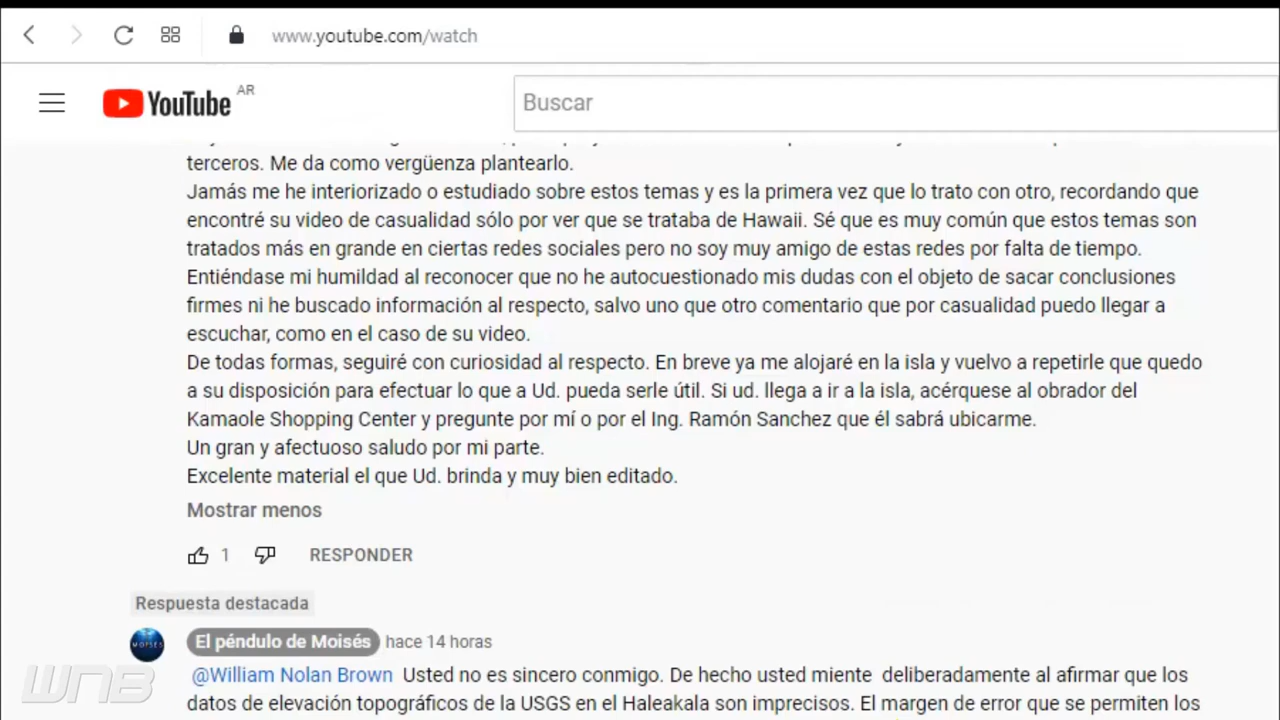 www.youtube.com/watch
YouTube AR
Buscar
terceros. Me da como vergüenza plantearlo.
Jamás me he interiorizado o estudiado sobre estos temas y es la primera vez que lo trato con otro, recordando que
encontré su video de casualidad sólo por ver que se trataba de Hawaii. Sé que es muy común que estos temas son
tratados más en grande en ciertas redes sociales pero no soy muy amigo de estas redes por falta de tiempo.
Entiéndase mi humildad al reconocer que no he autocuestionado mis dudas con el objeto de sacar conclusiones
firmes ni he buscado información al respecto, salvo uno que otro comentario que por casualidad puedo llegar a
escuchar, como en el caso de su video.
De todas formas, seguiré con curiosidad al respecto. En breve ya me alojaré en la isla y vuelvo a repetirle que quedo
a su disposición para efectuar lo que a Ud. pueda serle útil. Si ud. llega a ir a la isla, acérquese al obrador del
Kamaole Shopping Center y pregunte por mí o por el Ing. Ramón Sanchez que él sabrá ubicarme.
Un gran y afectuoso saludo por mi parte.
Excelente material el que Ud. brinda y muy bien editado.
Mostrar menos
1 RESPONDER
Respuesta destacada
MOISÉS
El péndulo de Moisés hace 14 horas
@William Nolan Brown Usted no es sincero conmigo. De hecho usted miente deliberadamente al afirmar que los
datos de elevación topográficos de la USGS en el Haleakala son imprecisos. El margen de error que se permiten los
WNB